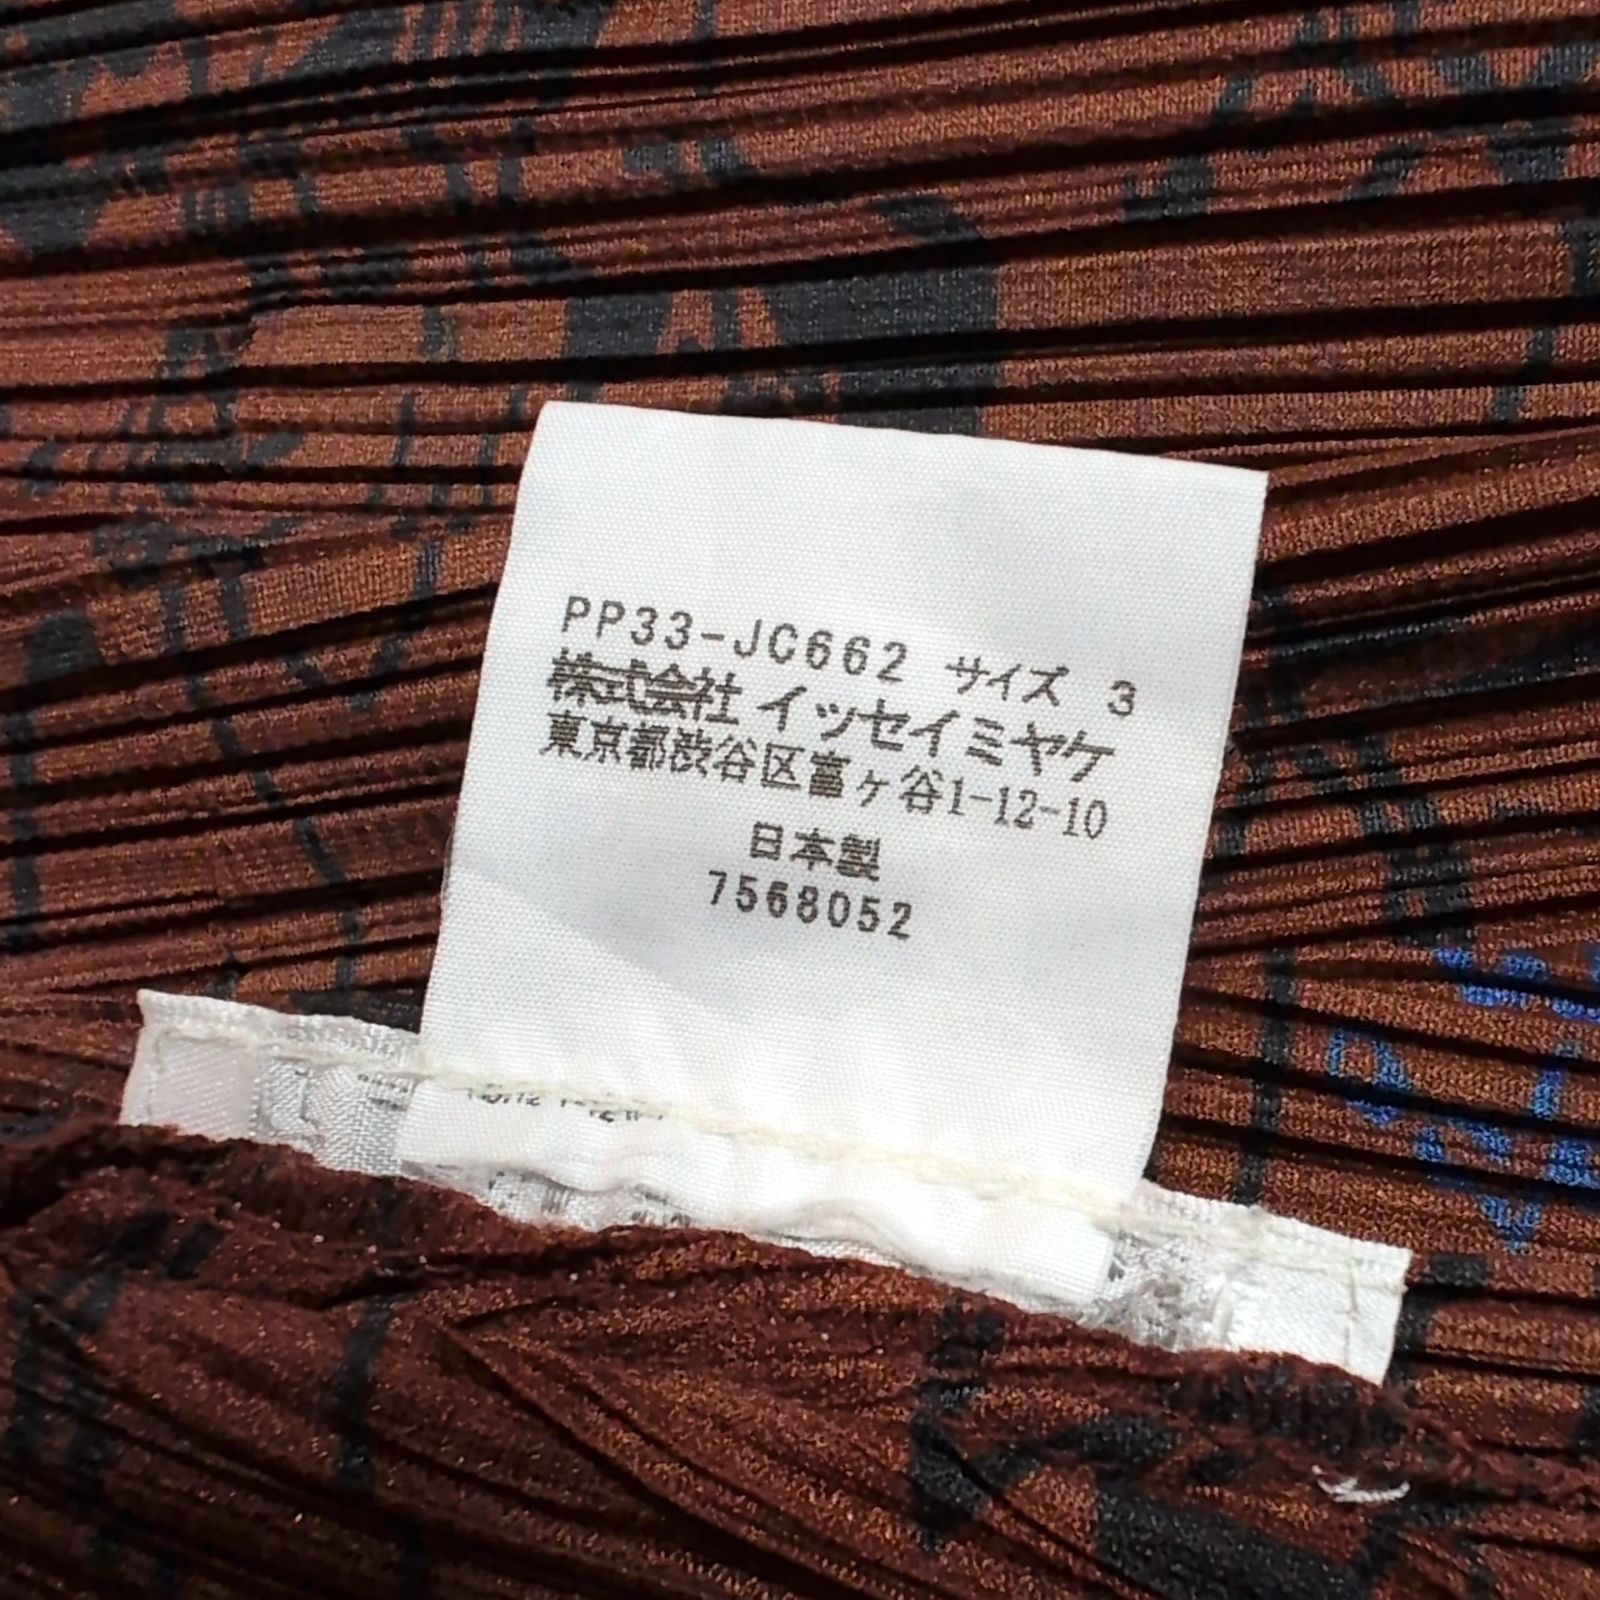 PP33-JC662 サイズ 3
株式会社 イッセイミヤケ
東京都渋谷区富ヶ谷1-12-10
日本製
7568052